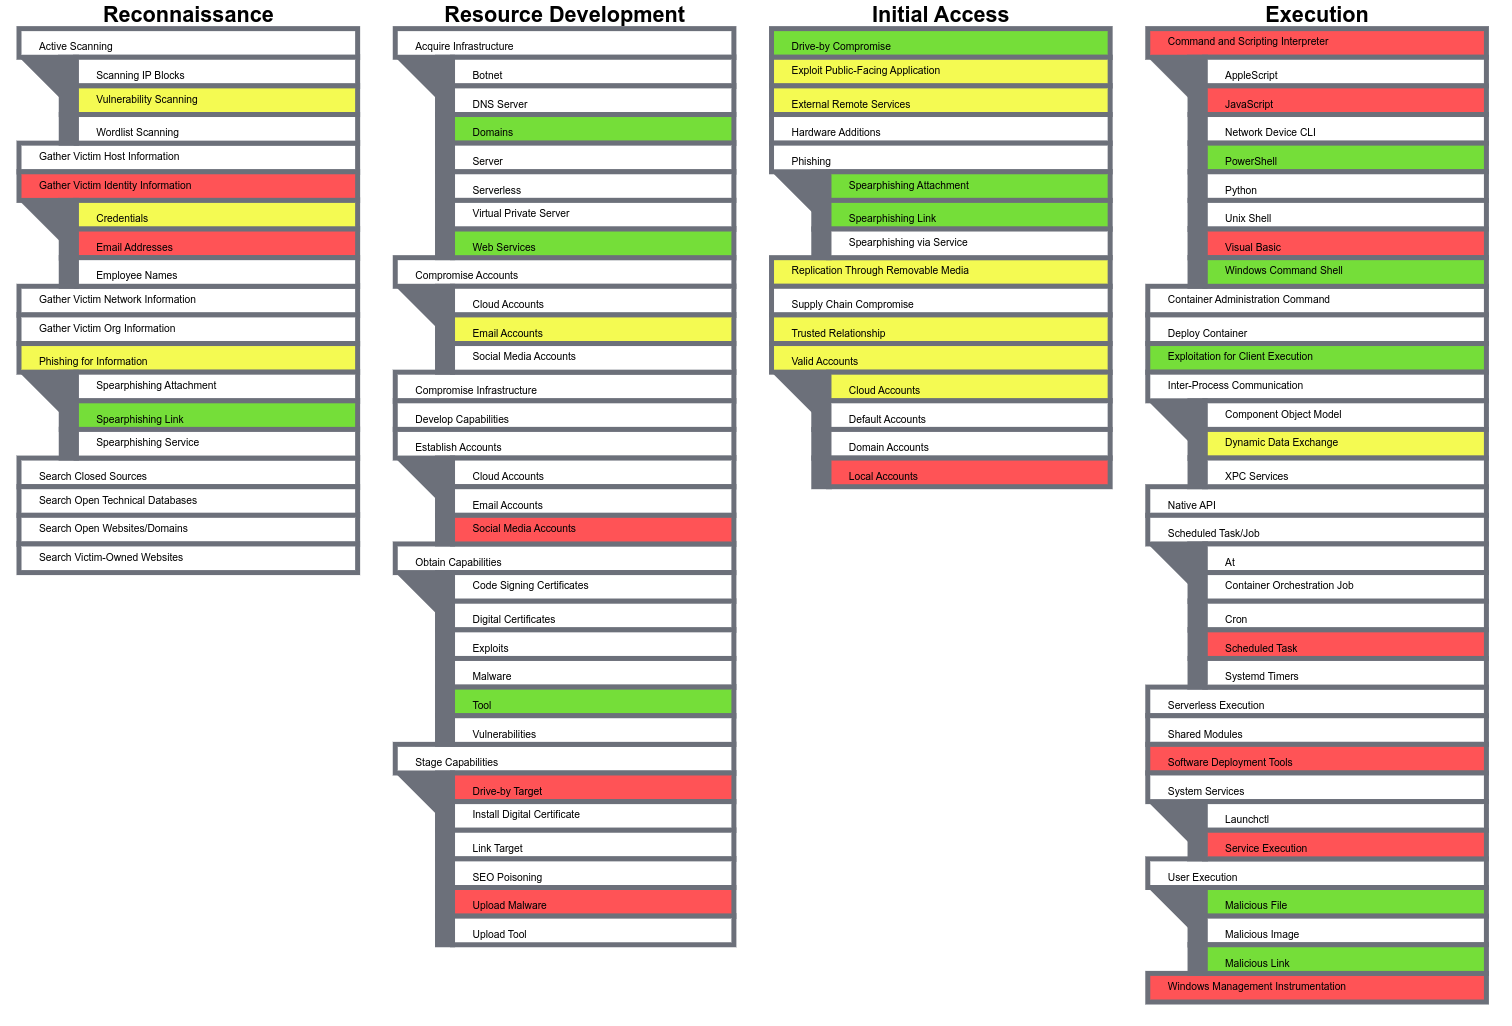 Reconnaissance
Active Scanning
Scanning IP Blocks
Vulnerability Scanning
Wordlist Scanning
Gather Victim Host Information
Gather Victim Identity Information
Credentials
Email Addresses
Employee Names
Gather Victim Network Information
Gather Victim Org Information
Phishing for Information
Spearphishing Attachment
Spearphishing Link
Spearphishing Service
Search Closed Sources
Search Open Technical Databases
Search Open Websites/Domains
Search Victim-Owned Websites
Resource Development
Acquire Infrastructure
Botnet
DNS Server
Domains
Server
Serverless
Virtual Private Server
Web Services
Compromise Accounts
Cloud Accounts
Email Accounts
Social Media Accounts
Compromise Infrastructure
Develop Capabilities
Establish Accounts
Cloud Accounts
Email Accounts
Social Media Accounts
Obtain Capabilities
Code Signing Certificates
Digital Certificates
Exploits
Malware
Tool
Vulnerabilities
Stage Capabilities
Drive-by Target
Install Digital Certificate
Link Target
SEO Poisoning
Upload Malware
Upload Tool
Initial Access
Drive-by Compromise
Exploit Public-Facing Application
External Remote Services
Hardware Additions
Phishing
Spearphishing Attachment
Spearphishing Link
Spearphishing via Service
Replication Through Removable Media
Supply Chain Compromise
Trusted Relationship
Valid Accounts
Cloud Accounts
Default Accounts
Domain Accounts
Local Accounts
Execution
Command and Scripting Interpreter
AppleScript
JavaScript
Network Device CLI
PowerShell
Python
Unix Shell
Visual Basic
Windows Command Shell
Container Administration Command
Deploy Container
Exploitation for Client Execution
Inter-Process Communication
Component Object Model
Dynamic Data Exchange
XPC Services
Native API
Scheduled Task/Job
At
Container Orchestration Job
Cron
Scheduled Task
Systemd Timers
Serverless Execution
Shared Modules
Software Deployment Tools
System Services
Launchctl
Service Execution
User Execution
Malicious File
Malicious Image
Malicious Link
Windows Management Instrumentation